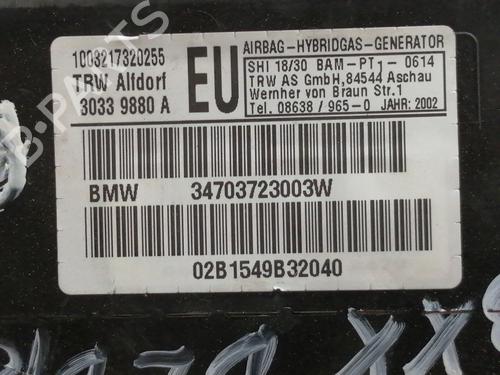 1003217320255
TRW Alfdorf
3033 9880 A
EU
AIRBAG-HYBRIDGAS-GENERATOR
SHI 18/30 BAM-PT1- 0614
TRW AS GmbH,84544 Aschau
Wernher von Braun Str.1
Tel. 08638 / 965-0 JAHR: 2002
BMW 34703723003W
02B1549B32040